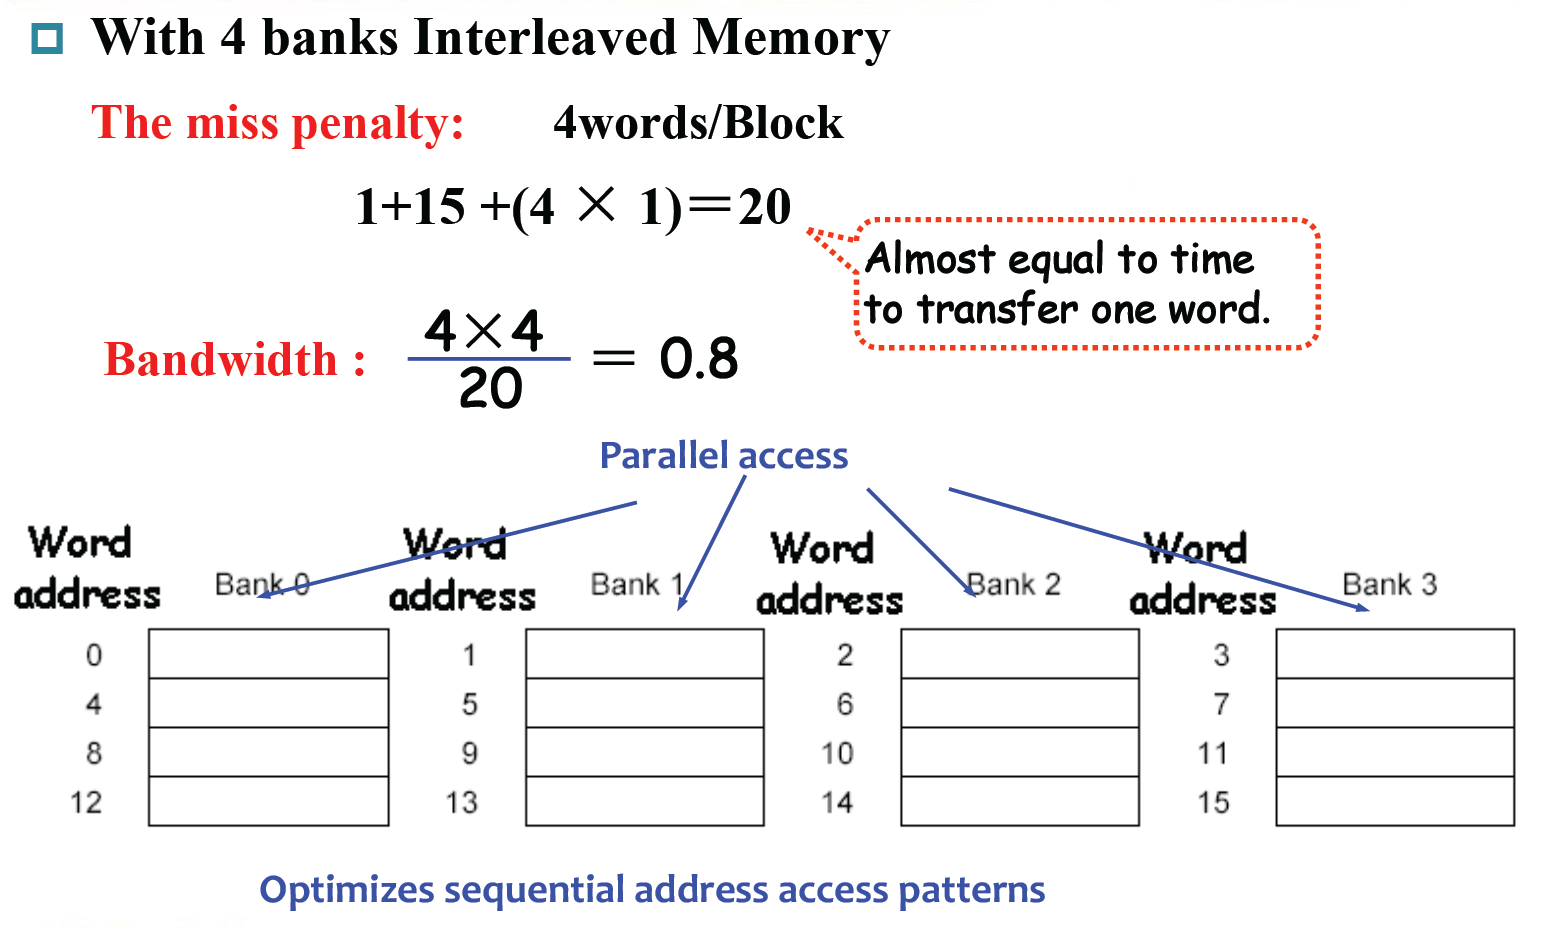 With 4 banks Interleaved Memory
The miss penalty: 4words/Block
1+15 +(4 × 1)=20
Almost equal to time
to transfer one word.
Bandwidth : 4×4
20
= 0.8
Parallel access
Word address Bank 0 Word address Bank 1 Word address Bank 2 Word address Bank 3
0 1 2 3
4 5 6 7
8 9 10 11
12 13 14 15
Optimizes sequential address access patterns